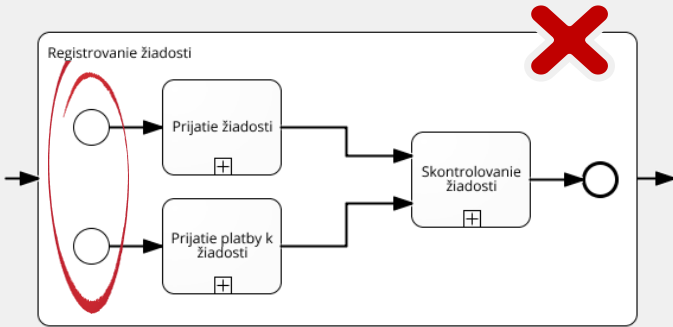 Registrovanie žiadosti
Prijatie žiadosti
Skontrolovanie
žiadosti
Prijatie platby k
žiadosti